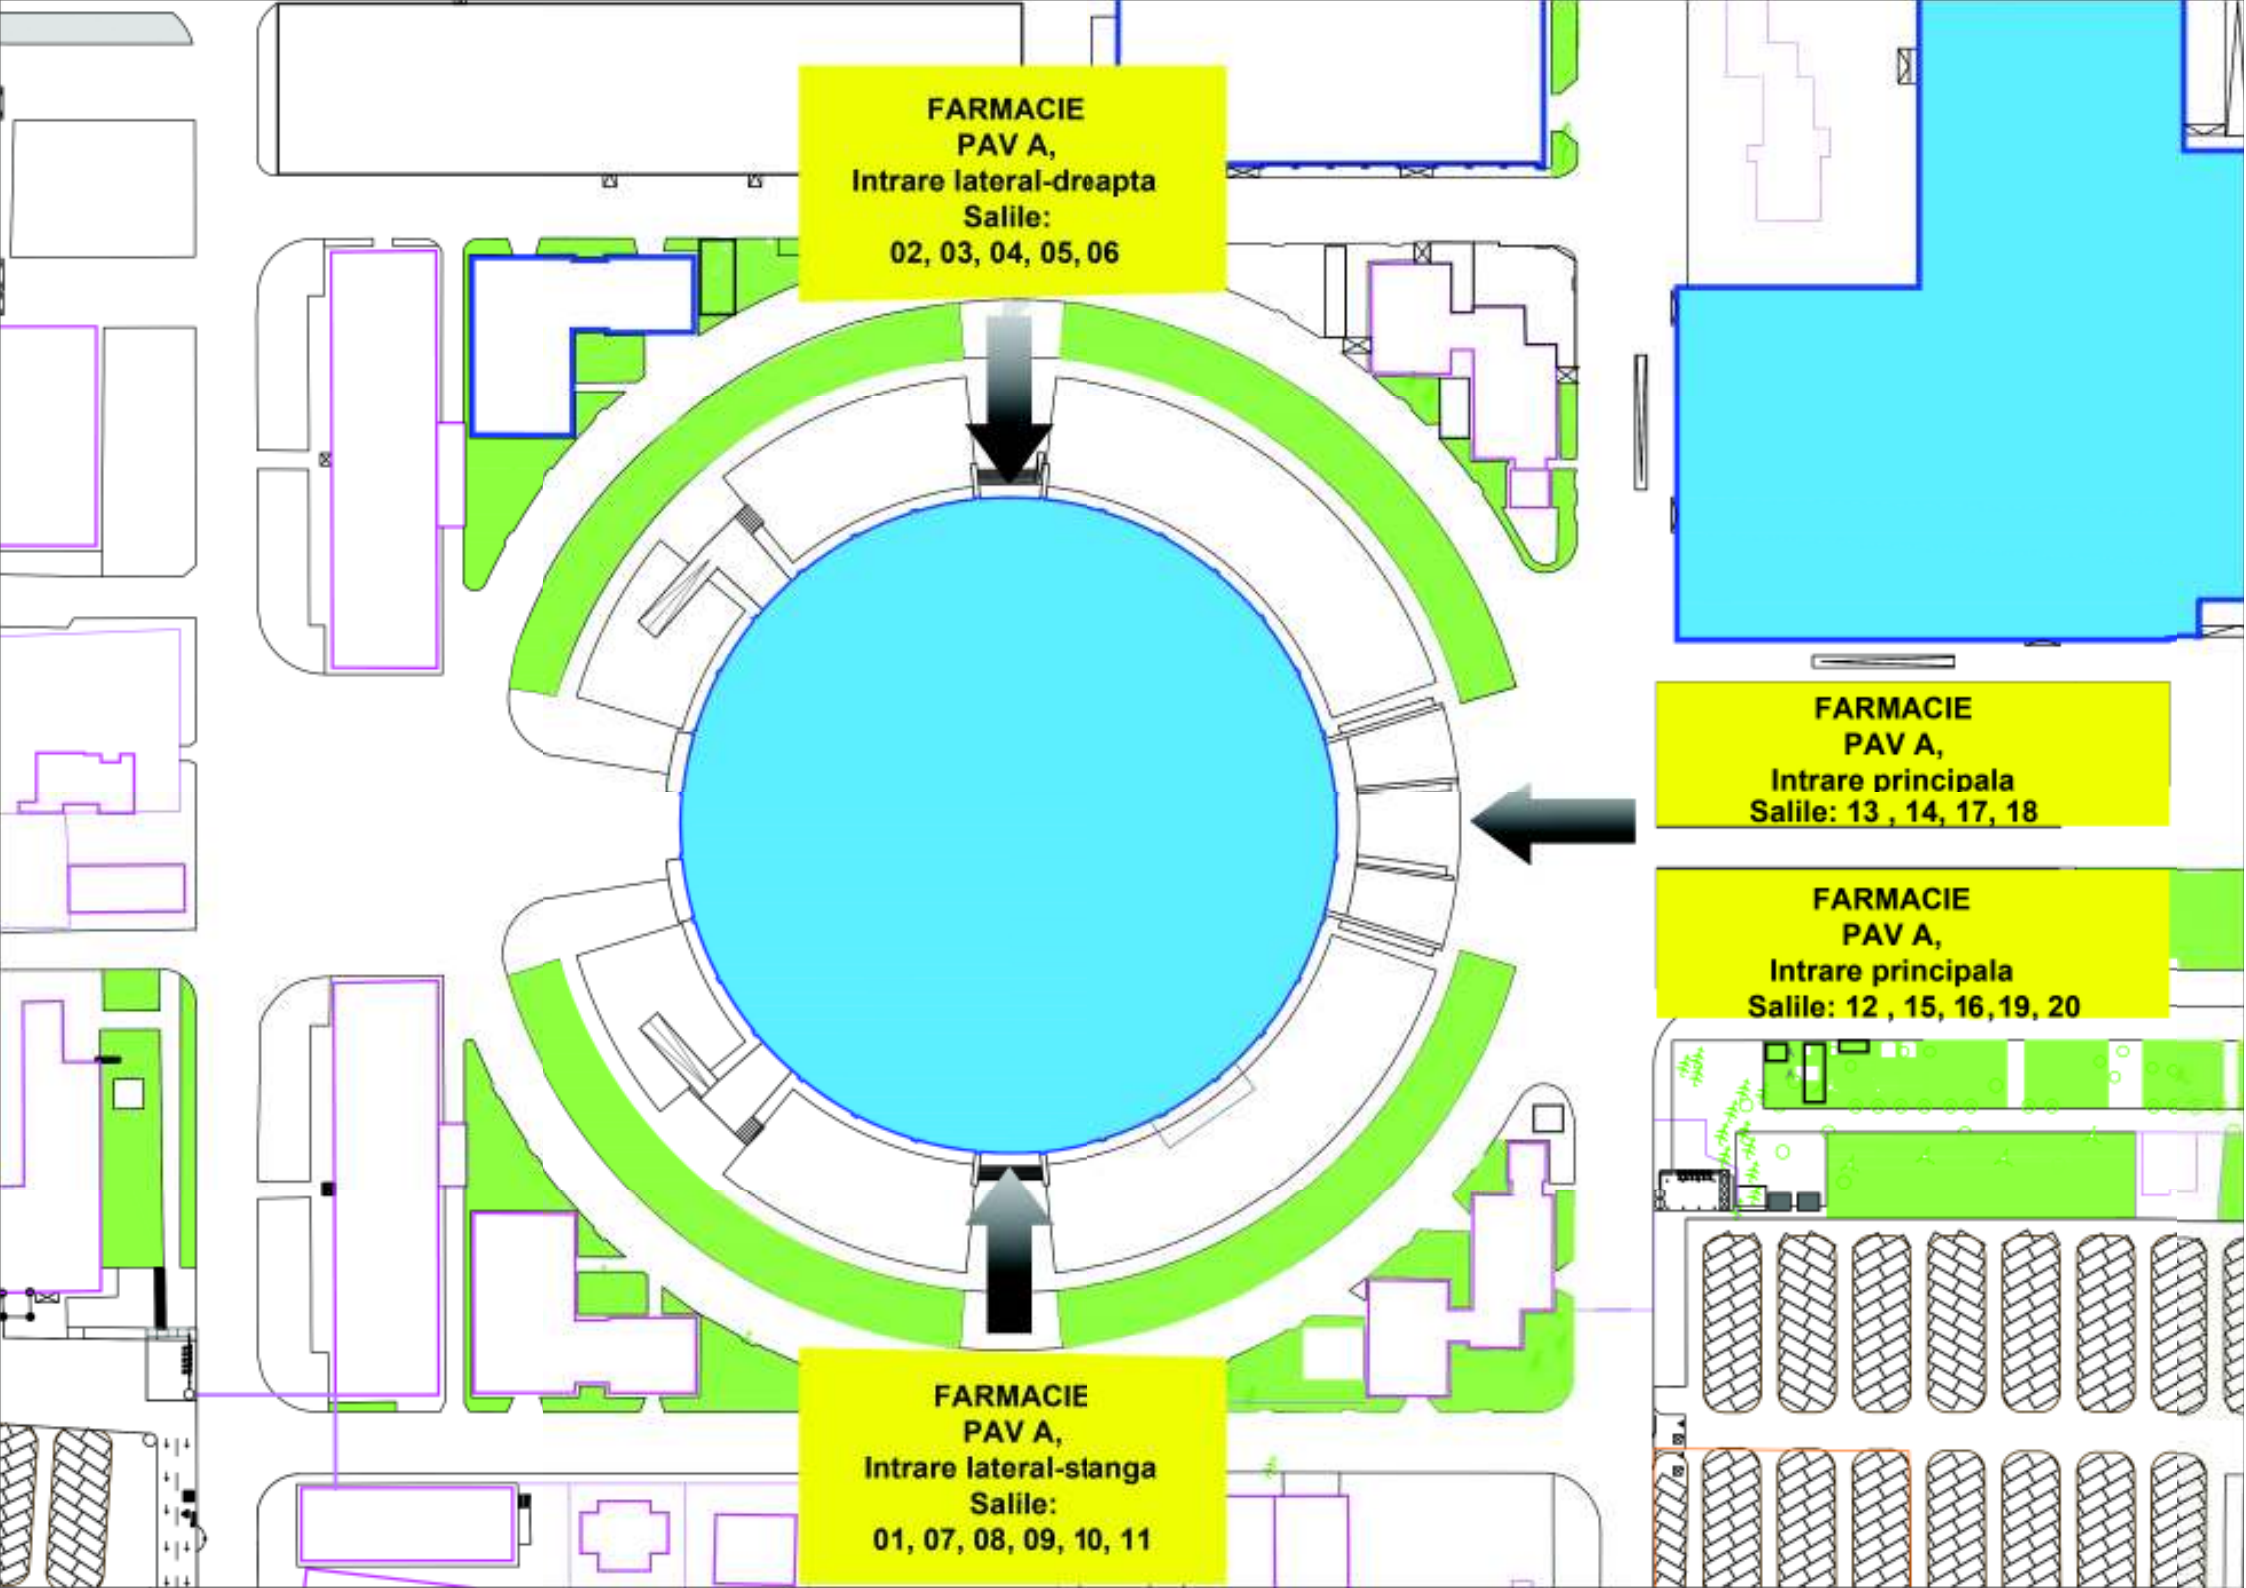 FARMACIE
PAV A,
Intrare lateral-dreapta
Salile:
02, 03, 04, 05, 06
FARMACIE
PAV A,
Intrare principala
Salile: 13 , 14, 17, 18
FARMACIE
PAV A,
Intrare principala
Salile: 12 , 15, 16,19, 20
FARMACIE
PAV A,
Intrare lateral-stanga
Salile:
01, 07, 08, 09, 10, 11